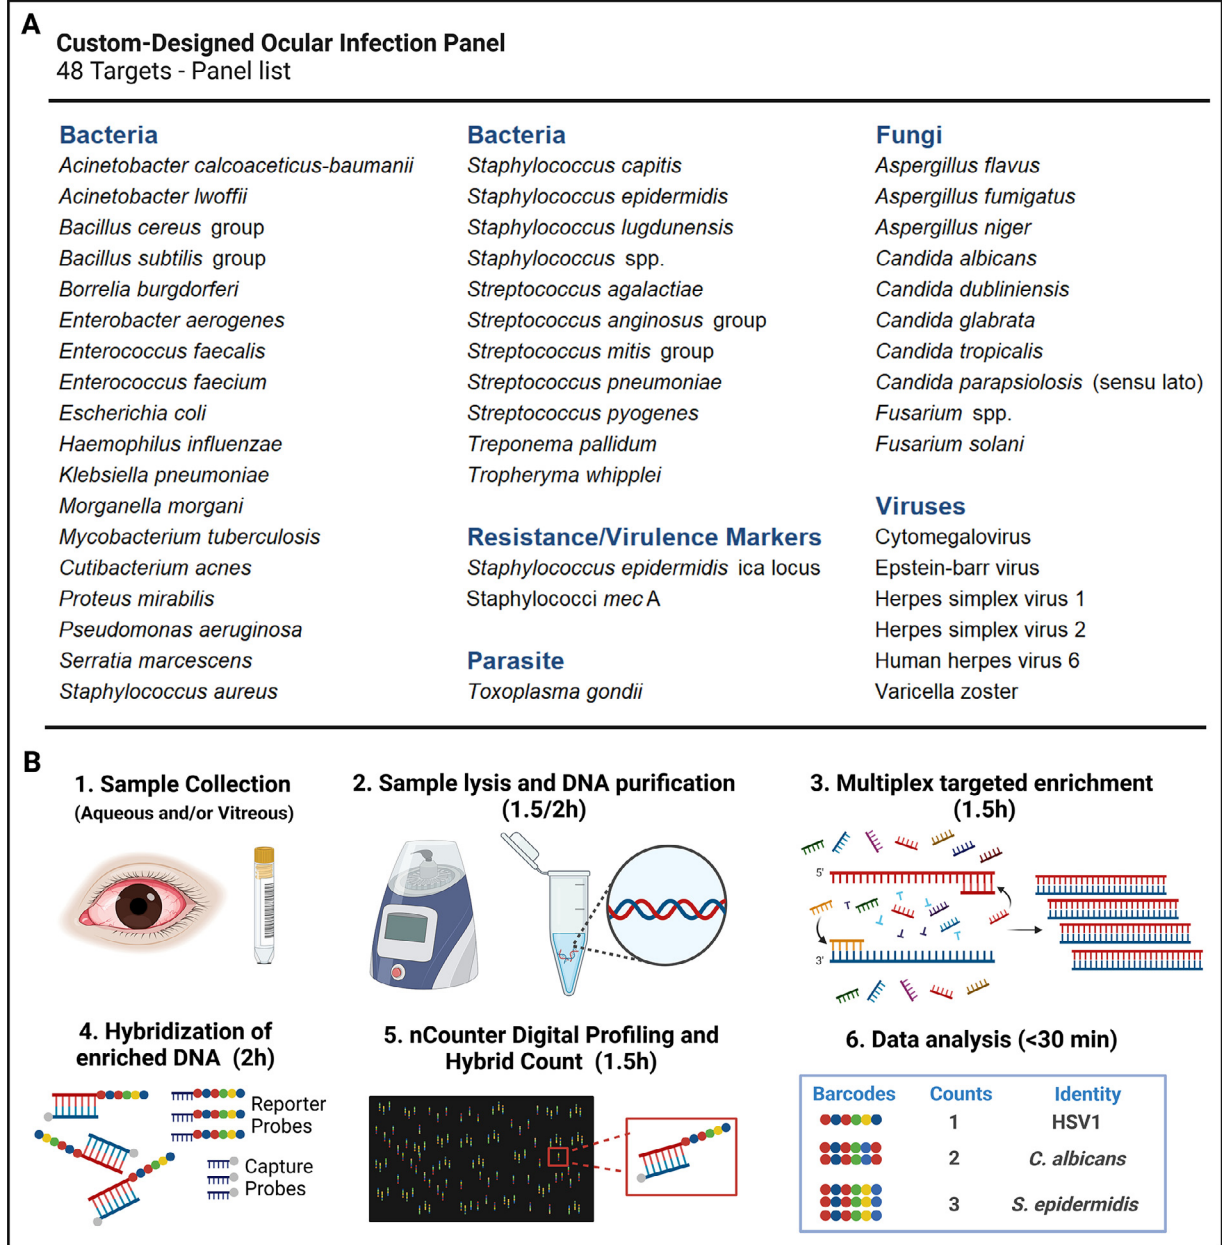 A
Custom-Designed Ocular Infection Panel
48 Targets - Panel list
Bacteria
Acinetobacter calcoaceticus-baumanii
Acinetobacter lwoffii
Bacillus cereus group
Bacillus subtilis group
Borrelia burgdorferi
Enterobacter aerogenes
Enterococcus faecalis
Enterococcus faecium
Escherichia coli
Haemophilus influenzae
Klebsiella pneumoniae
Morganella morgani
Mycobacterium tuberculosis
Cutibacterium acnes
Proteus mirabilis
Pseudomonas aeruginosa
Serratia marcescens
Staphylococcus aureus
Bacteria
Staphylococcus capitis
Staphylococcus epidermidis
Staphylococcus lugdunensis
Staphylococcus spp.
Streptococcus agalactiae
Streptococcus anginosus group
Streptococcus mitis group
Streptococcus pneumoniae
Streptococcus pyogenes
Treponema pallidum
Tropheryma whipplei
Resistance/Virulence Markers
Staphylococcus epidermidis ica locus
Staphylococci mecA
Parasite
Toxoplasma gondii
Fungi
Aspergillus flavus
Aspergillus fumigatus
Aspergillus niger
Candida albicans
Candida dubliniensis
Candida glabrata
Candida tropicalis
Candida parapsiolosis (sensu lato)
Fusarium spp.
Fusarium solani
Viruses
Cytomegalovirus
Epstein-barr virus
Herpes simplex virus 1
Herpes simplex virus 2
Human herpes virus 6
Varicella zoster
B
1. Sample Collection
(Aqueous and/or Vitreous)
2. Sample lysis and DNA purification
(1.5/2h)
3. Multiplex targeted enrichment
(1.5h)
5'
3'
4. Hybridization of
enriched DNA (2h)
Reporter
Probes
Capture
Probes
5. nCounter Digital Profiling and
Hybrid Count (1.5h)
6. Data analysis (<30 min)
Barcodes Counts Identity
1 HSV1
2 C. albicans
3 S. epidermidis